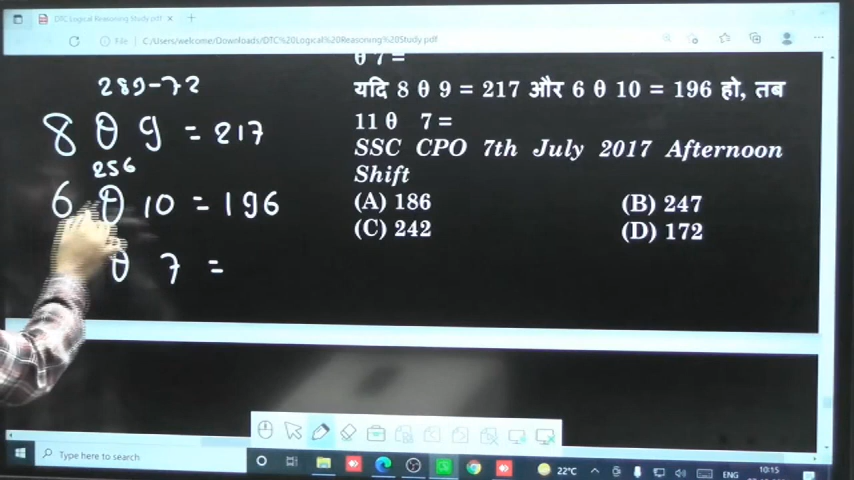 DTC Logical Reasoning Study.pdf
File
C:/Users/welcome/Downloads/DTC%20Logical%20Reasoning%20Study.pdf
θ 7 =
289-72
यदि 8 θ 9 = 217 और 6 θ 10 = 196 हो, तब
8 θ 9 = 217
11 θ 7 =
SSC CPO 7th July 2017 Afternoon
Shift
256
6 θ 10 = 196
(A) 186
(B) 247
(C) 242
(D) 172
θ 7 =
Type here to search
22°C
ENG
10:15